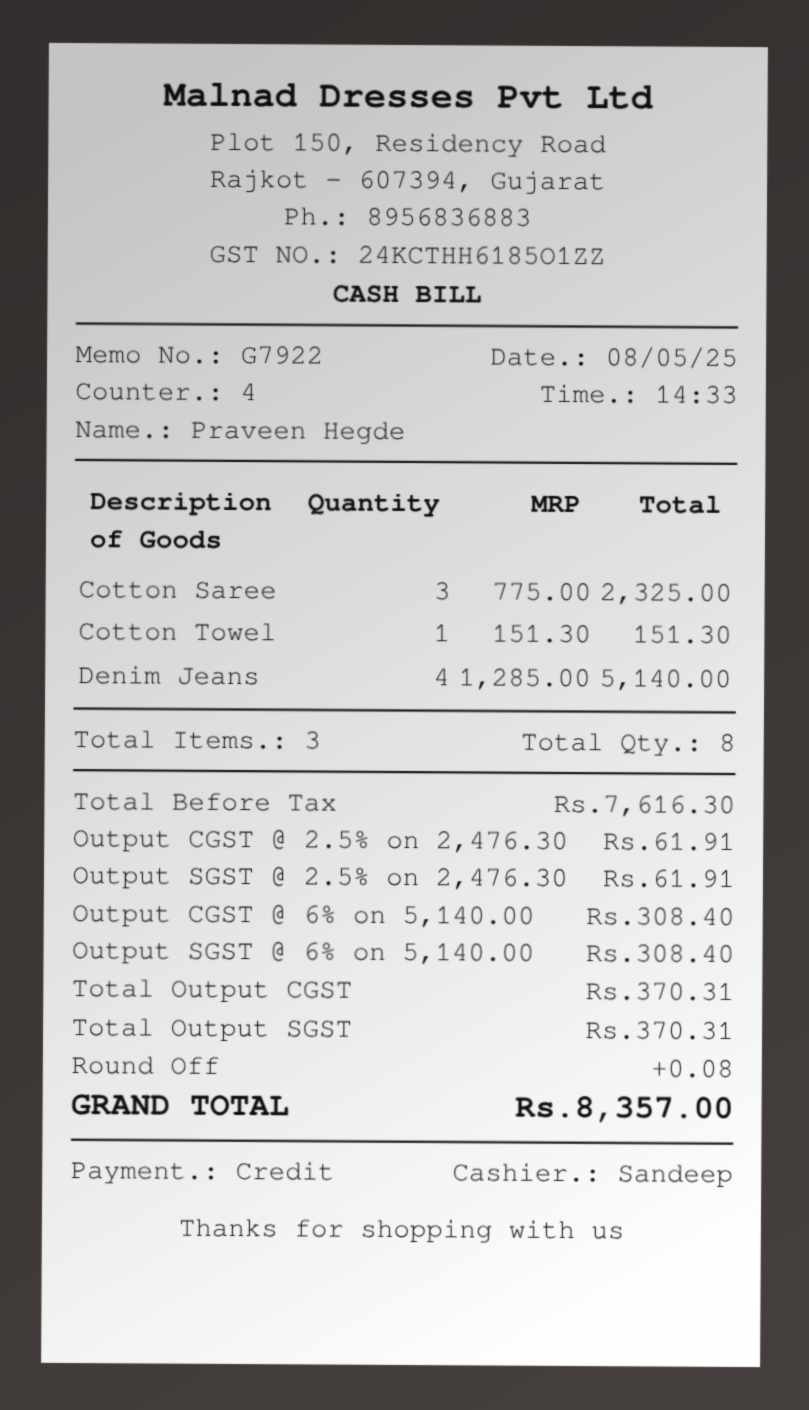 Malnad Dresses Pvt Ltd
Plot 150, Residency Road
Rajkot - 607394, Gujarat
Ph.: 8956836883
GST NO.: 24KCTHH6185O1ZZ
CASH BILL
Memo No.: G7922 Date.: 08/05/25
Counter.: 4 Time.: 14:33
Name.: Praveen Hegde
Description Quantity MRP Total
of Goods
Cotton Saree 3 775.00 2,325.00
Cotton Towel 1 151.30 151.30
Denim Jeans 4 1,285.00 5,140.00
Total Items.: 3 Total Qty.: 8
Total Before Tax Rs.7,616.30
Output CGST @ 2.5% on 2,476.30 Rs.61.91
Output SGST @ 2.5% on 2,476.30 Rs.61.91
Output CGST @ 6% on 5,140.00 Rs.308.40
Output SGST @ 6% on 5,140.00 Rs.308.40
Total Output CGST Rs.370.31
Total Output SGST Rs.370.31
Round Off +0.08
GRAND TOTAL Rs.8,357.00
Payment.: Credit Cashier.: Sandeep
Thanks for shopping with us